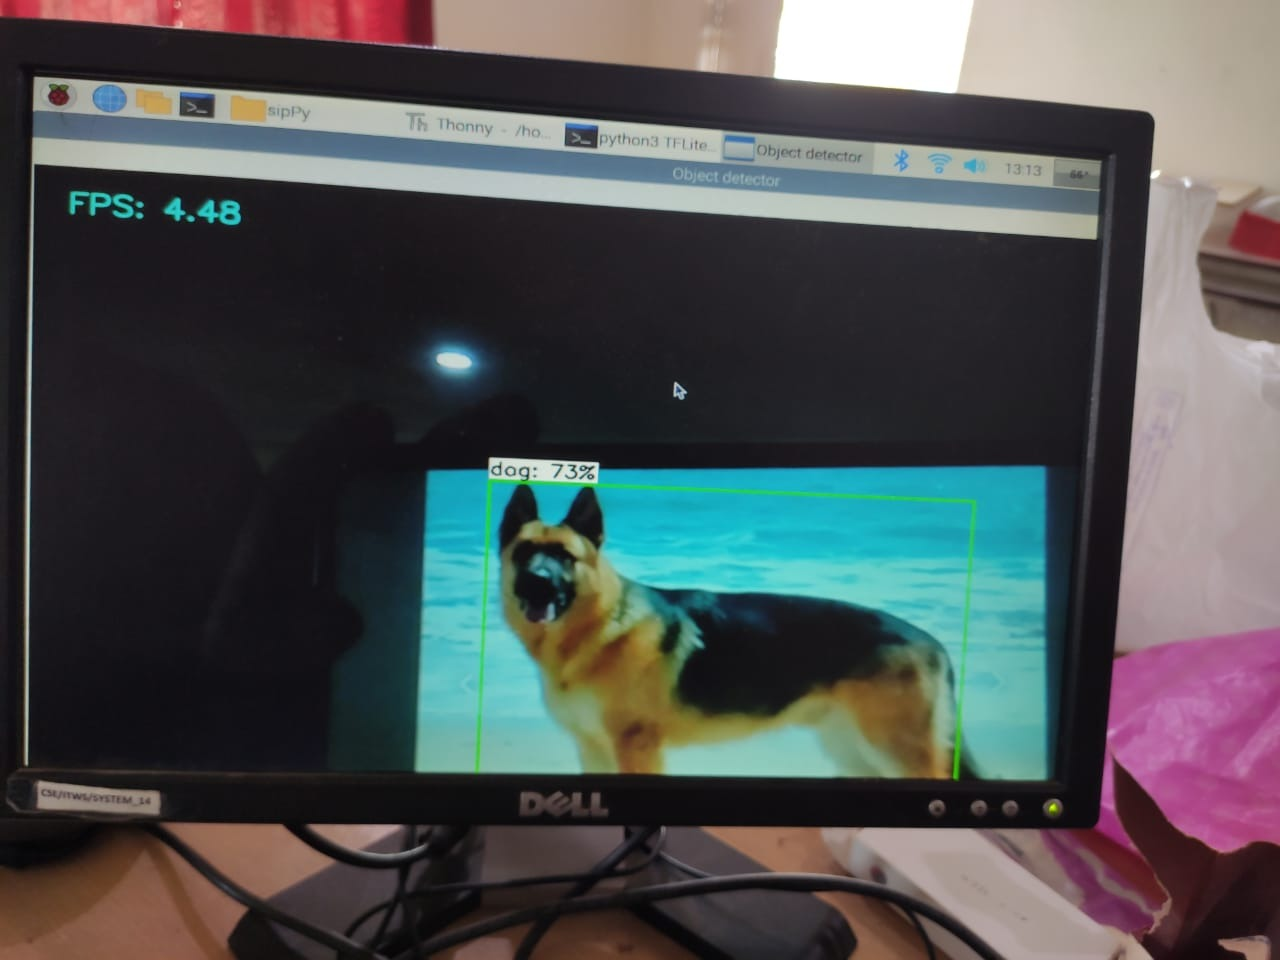 sipPy
Thonny - /ho...
python3 TFLite...
Object detector
13:13
66°
Object detector
FPS: 4.48
dog: 73%
CSE/ITWS/SYSTEM_14
DELL